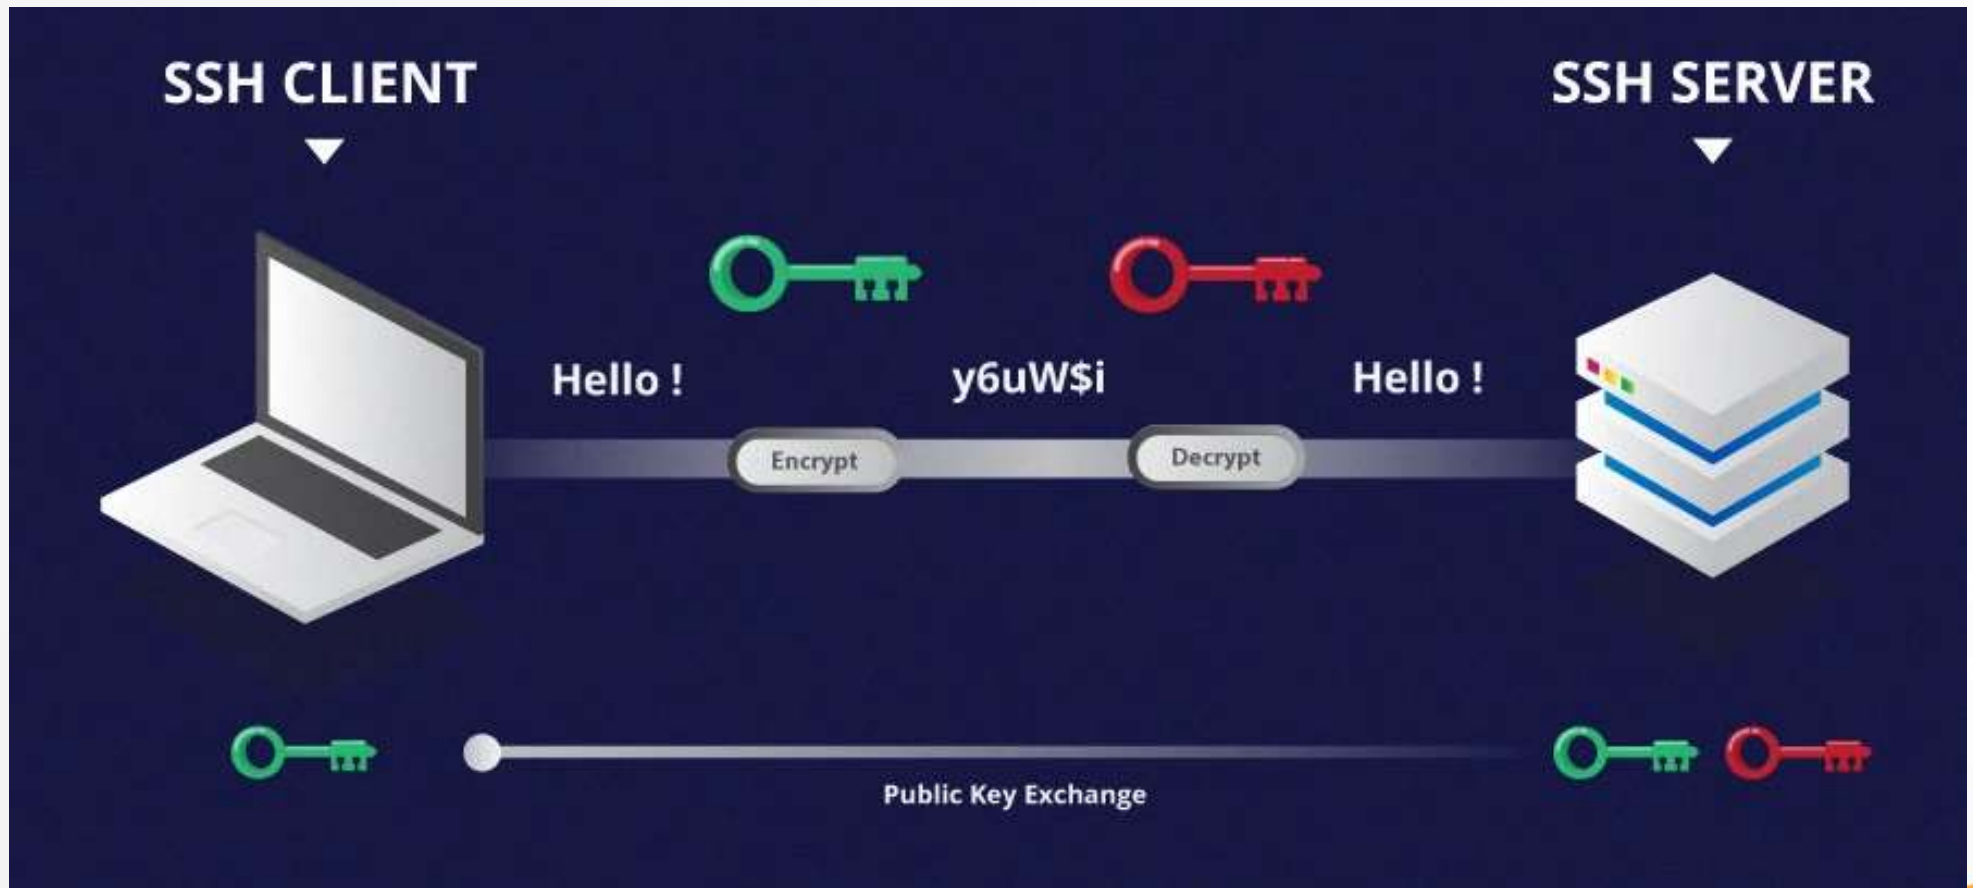 SSH CLIENT
SSH SERVER
Hello !
y6uW$i
Hello !
Encrypt
Decrypt
Public Key Exchange